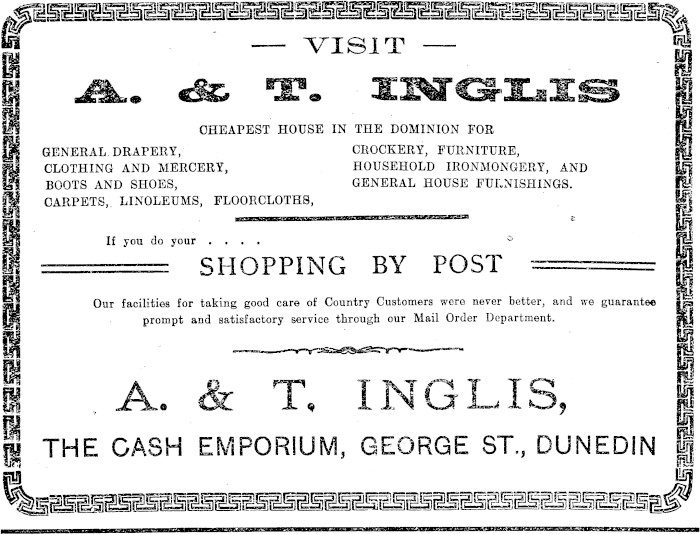 — VISIT —
A. & T. INGLIS
CHEAPEST HOUSE IN THE DOMINION FOR
GENERAL DRAPERY,
CLOTHING AND MERCERY,
BOOTS AND SHOES,
CARPETS, LINOLEUMS, FLOORCLOTHS,
CROCKERY, FURNITURE,
HOUSEHOLD IRONMONGERY, AND
GENERAL HOUSE FURNISHINGS.
If you do your . . . .
SHOPPING BY POST
Our facilities for taking good care of Country Customers were never better, and we guarantee
prompt and satisfactory service through our Mail Order Department.
A. & T. INGLIS,
THE CASH EMPORIUM, GEORGE ST., DUNEDIN